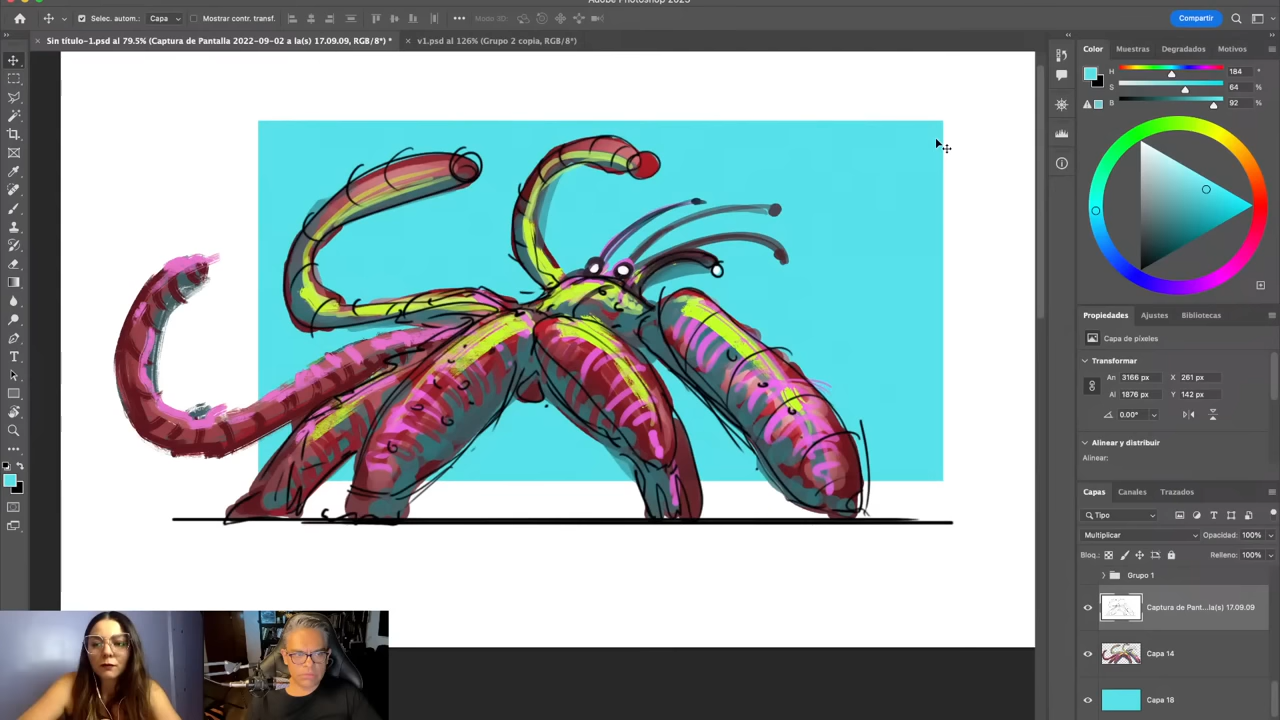 Adobe Photoshop 2023
Selec. autom.: Capa Mostrar contr. transf. Modo 3D: Compartir
Sin título-1.psd al 79.5% (Captura de Pantalla 2022-09-02 a la(s) 17.09.09, RGB/8*) * v1.psd al 126% (Grupo 2 copia, RGB/8*)
Color Muestras Degradados Motivos
H 184 °
S 64 %
B 92 %
Propiedades Ajustes Bibliotecas
Capa de píxeles
Transformar
An 3166 px X 261 px
Al 1876 px Y 142 px
0.00°
Alinear y distribuir
Alinear:
Capas Canales Trazados
Tipo
Multiplicar Opacidad: 100%
Bloq.: Relleno: 100%
Grupo 1
Captura de Pant...la(s) 17.09.09
Capa 14
Capa 18